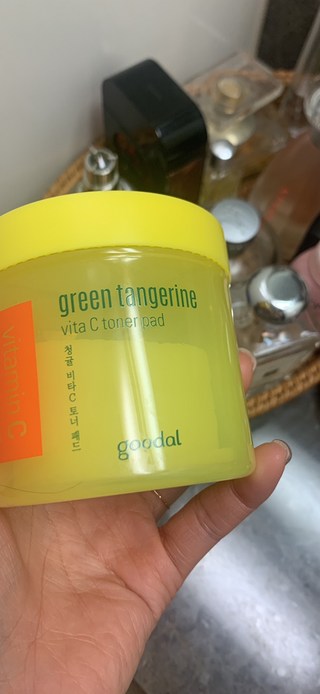 green tangerine
vita C toner pad
청귤 비타C 토너 패드
goodal
vitamin C